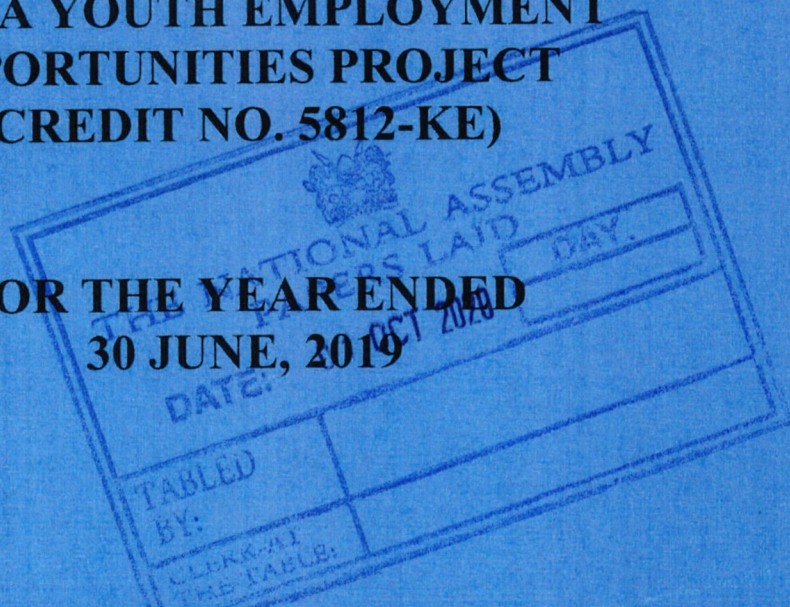 A YOUTH EMPLOYMENT
PORTUNITIES PROJECT
CREDIT NO. 5812-KE)
THE NATIONAL ASSEMBLY
PAPERS LAID
DAY.
OR THE YEAR ENDED
30 JUNE, 2019
DATE: OCT 2020
TABLED
BY:
CLERK-AT
THE TABLE: